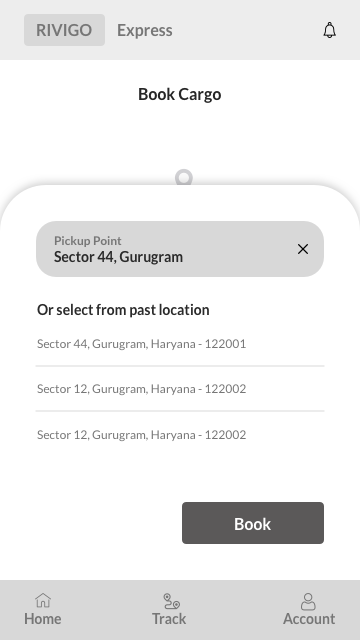 RIVIGO Express
Book Cargo
Pickup Point
Sector 44, Gurugram
Or select from past location
Sector 44, Gurugram, Haryana - 122001
Sector 12, Gurugram, Haryana - 122002
Sector 12, Gurugram, Haryana - 122002
Book
Home Track Account